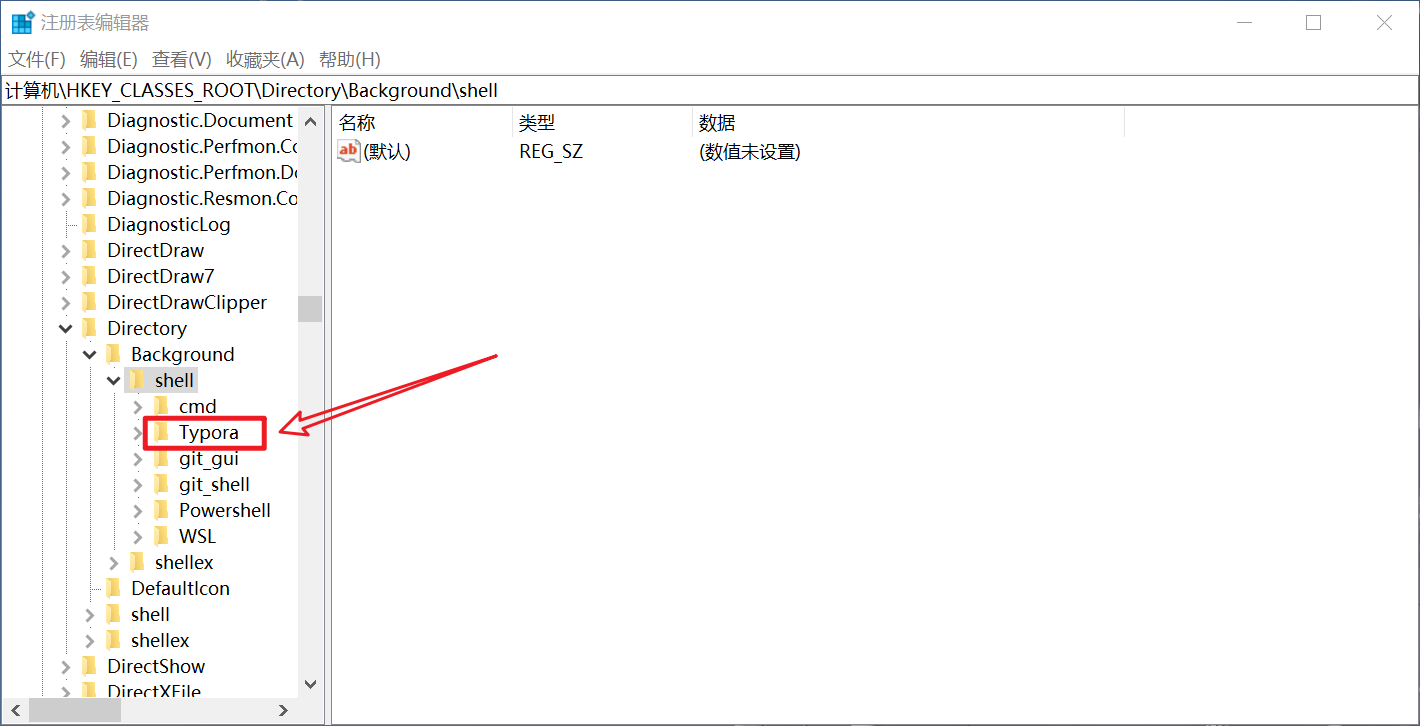 注册表编辑器
文件(F) 编辑(E) 查看(V) 收藏夹(A) 帮助(H)
计算机\HKEY_CLASSES_ROOT\Directory\Background\shell
Diagnostic.Document
Diagnostic.Perfmon.Co
Diagnostic.Perfmon.Do
Diagnostic.Resmon.Co
DiagnosticLog
DirectDraw
DirectDraw7
DirectDrawClipper
Directory
Background
shell
cmd
Typora
git_gui
git_shell
Powershell
WSL
shellex
DefaultIcon
shell
shellex
DirectShow
DirectXFile
名称 类型 数据
ab (默认) REG_SZ (数值未设置)